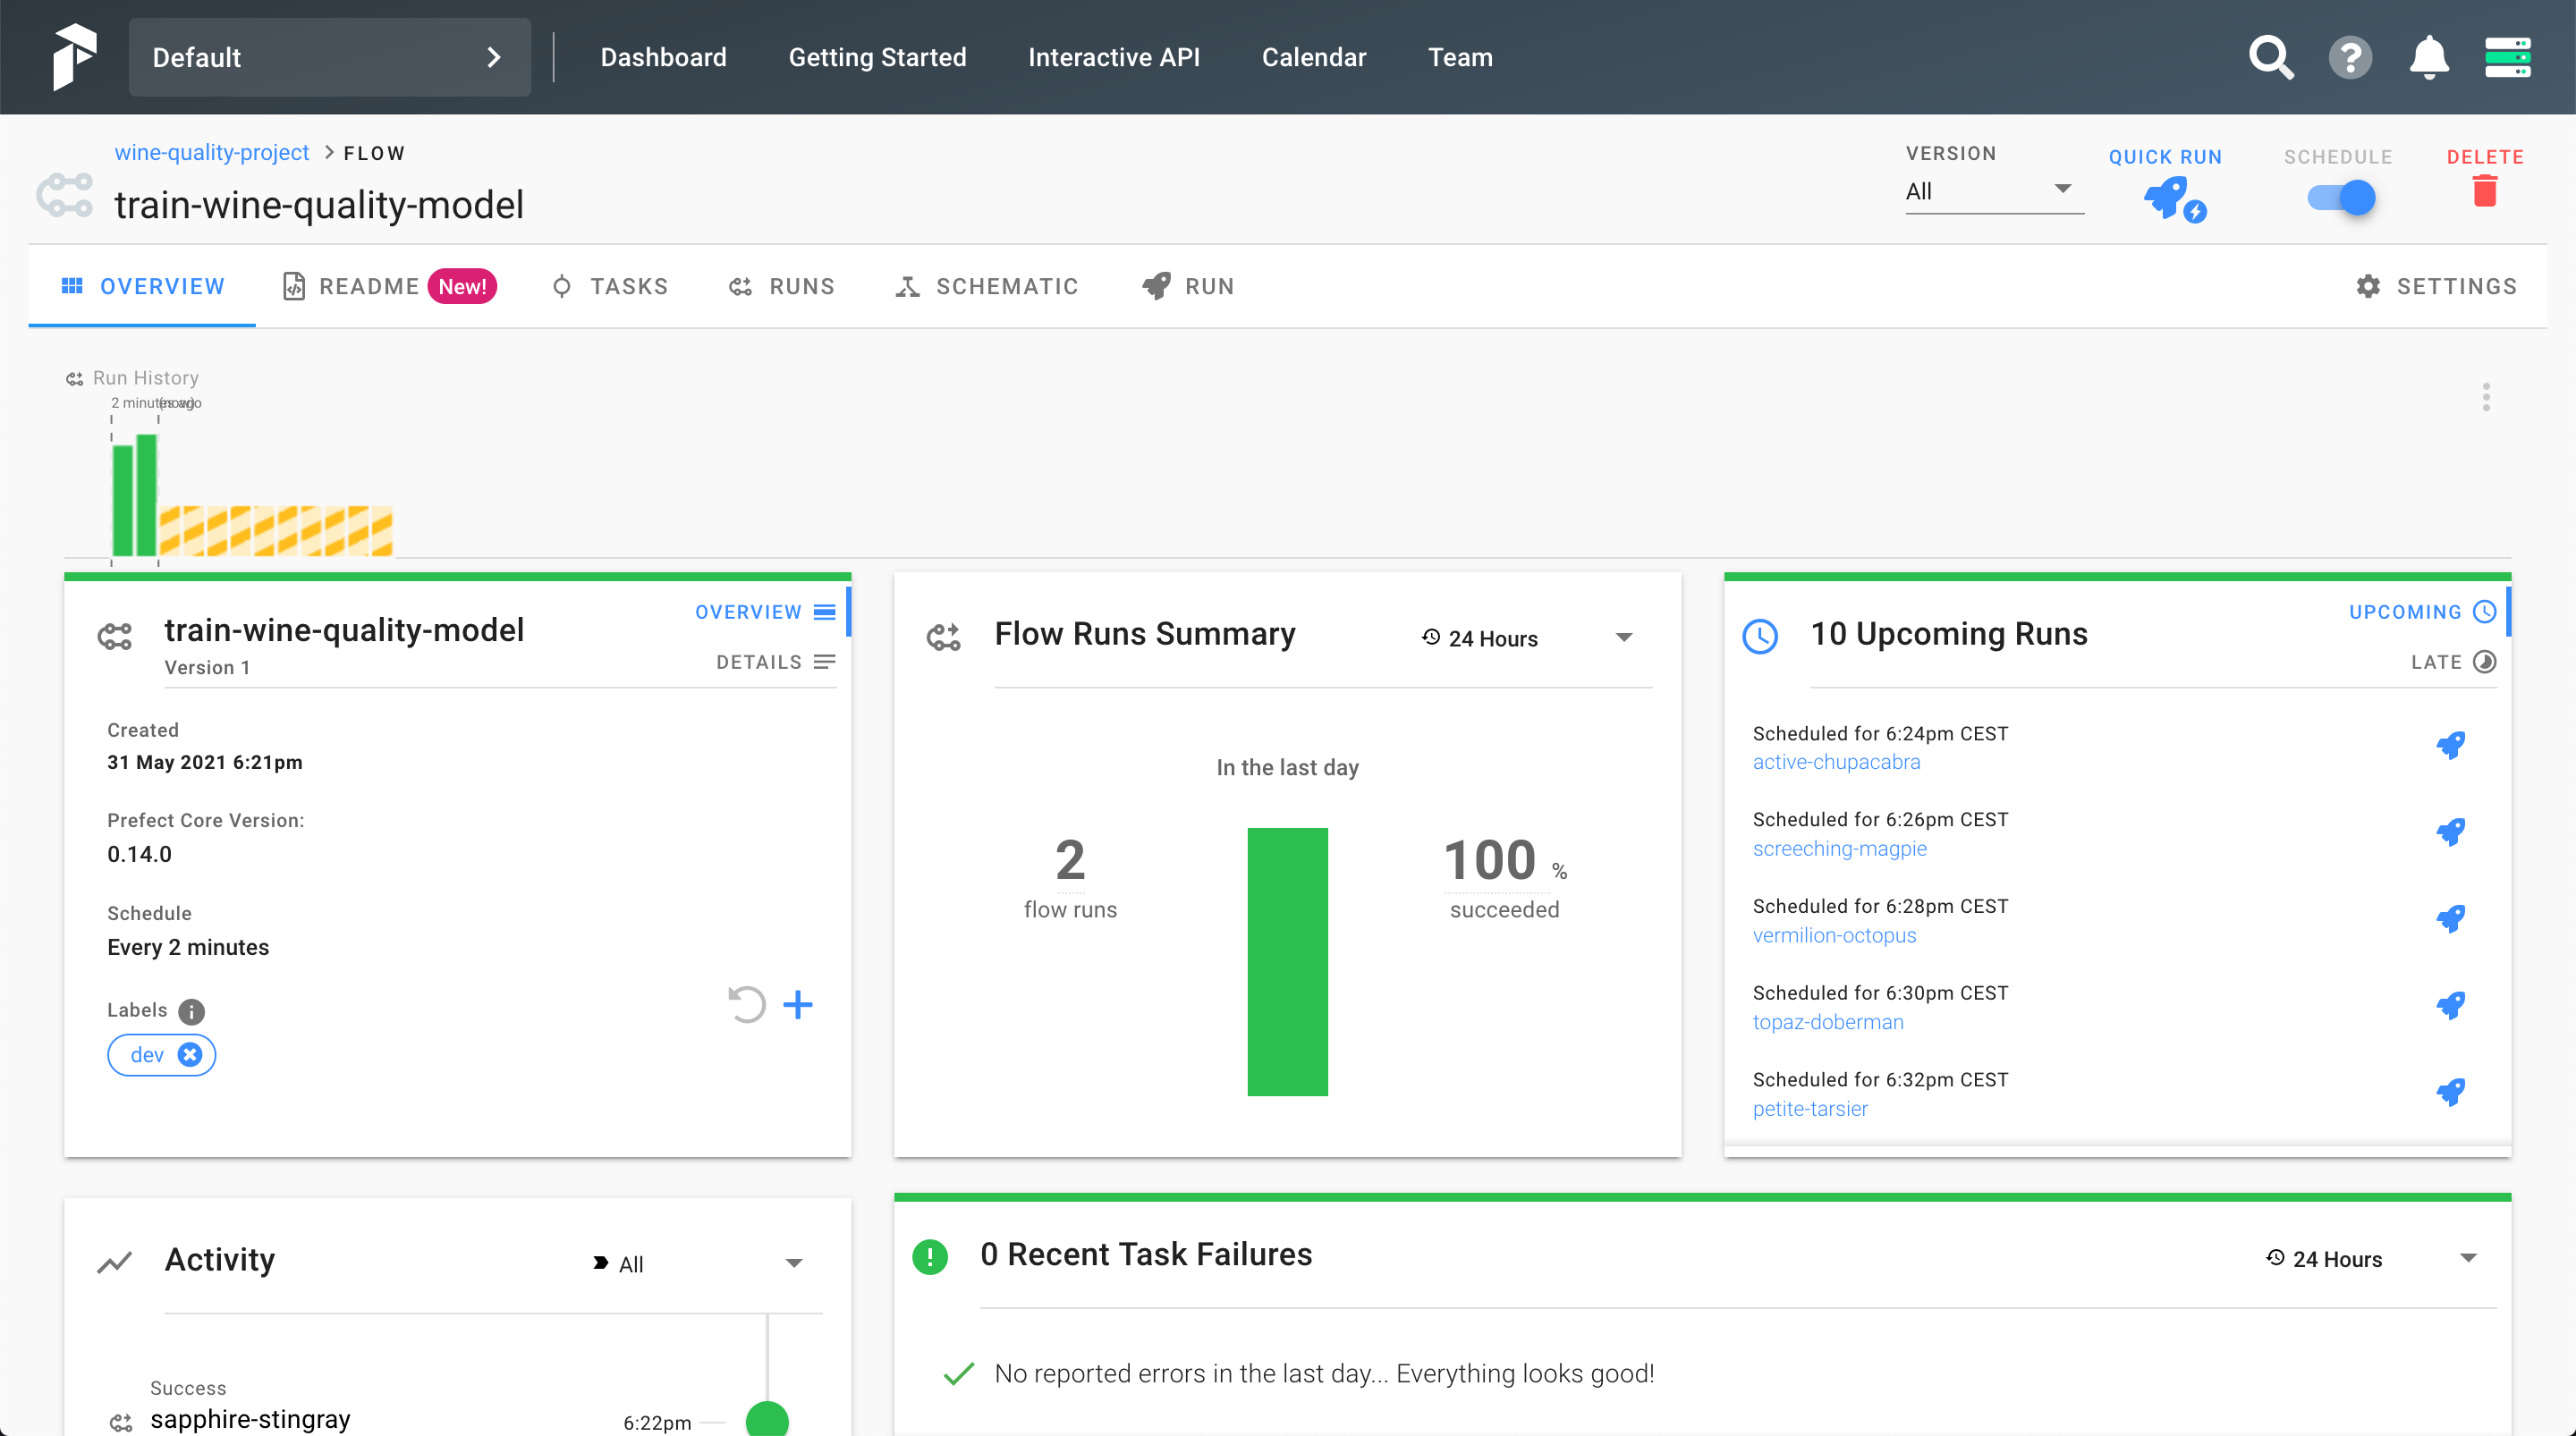 Default
Dashboard
Getting Started
Interactive API
Calendar
Team
wine-quality-project > FLOW
train-wine-quality-model
VERSION
All
QUICK RUN
SCHEDULE
DELETE
OVERVIEW
README New!
TASKS
RUNS
SCHEMATIC
RUN
SETTINGS
Run History
2 minutes ago
(now)
train-wine-quality-model
Version 1
OVERVIEW
DETAILS
Created
31 May 2021 6:21pm
Prefect Core Version:
0.14.0
Schedule
Every 2 minutes
Labels
dev
Flow Runs Summary
24 Hours
In the last day
2
flow runs
100 %
succeeded
10 Upcoming Runs
UPCOMING
LATE
Scheduled for 6:24pm CEST
active-chupacabra
Scheduled for 6:26pm CEST
screeching-magpie
Scheduled for 6:28pm CEST
vermilion-octopus
Scheduled for 6:30pm CEST
topaz-doberman
Scheduled for 6:32pm CEST
petite-tarsier
Activity
All
Success
sapphire-stingray
6:22pm
0 Recent Task Failures
24 Hours
No reported errors in the last day... Everything looks good!